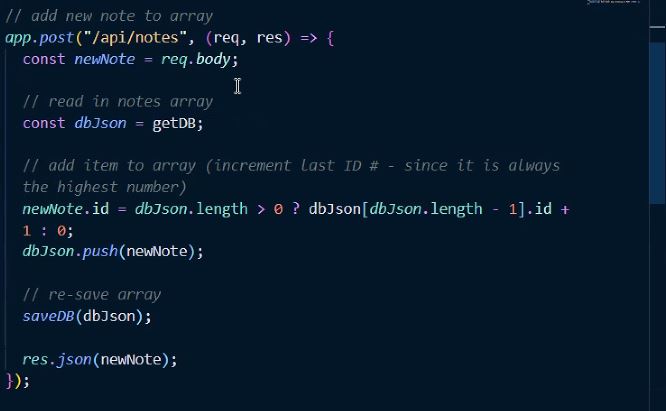 // add new note to array
app.post("/api/notes", (req, res) => {
const newNote = req.body;
// read in notes array
const dbJson = getDB;
// add item to array (increment last ID # - since it is always
the highest number)
newNote.id = dbJson.length > 0 ? dbJson[dbJson.length - 1].id +
1 : 0;
dbJson.push(newNote);
// re-save array
saveDB(dbJson);
res.json(newNote);
});